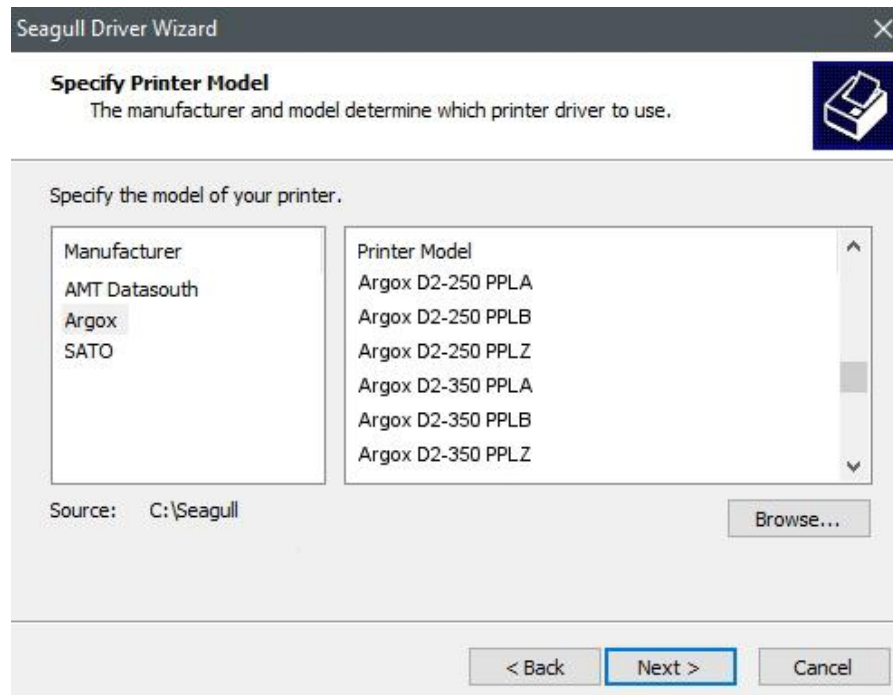 Seagull Driver Wizard
Specify Printer Model
The manufacturer and model determine which printer driver to use.
Specify the model of your printer.
Manufacturer
AMT Datasouth
Argox
SATO
Printer Model
Argox D2-250 PPLA
Argox D2-250 PPLB
Argox D2-250 PPLZ
Argox D2-350 PPLA
Argox D2-350 PPLB
Argox D2-350 PPLZ
Source: C:\Seagull
Browse...
< Back Next > Cancel